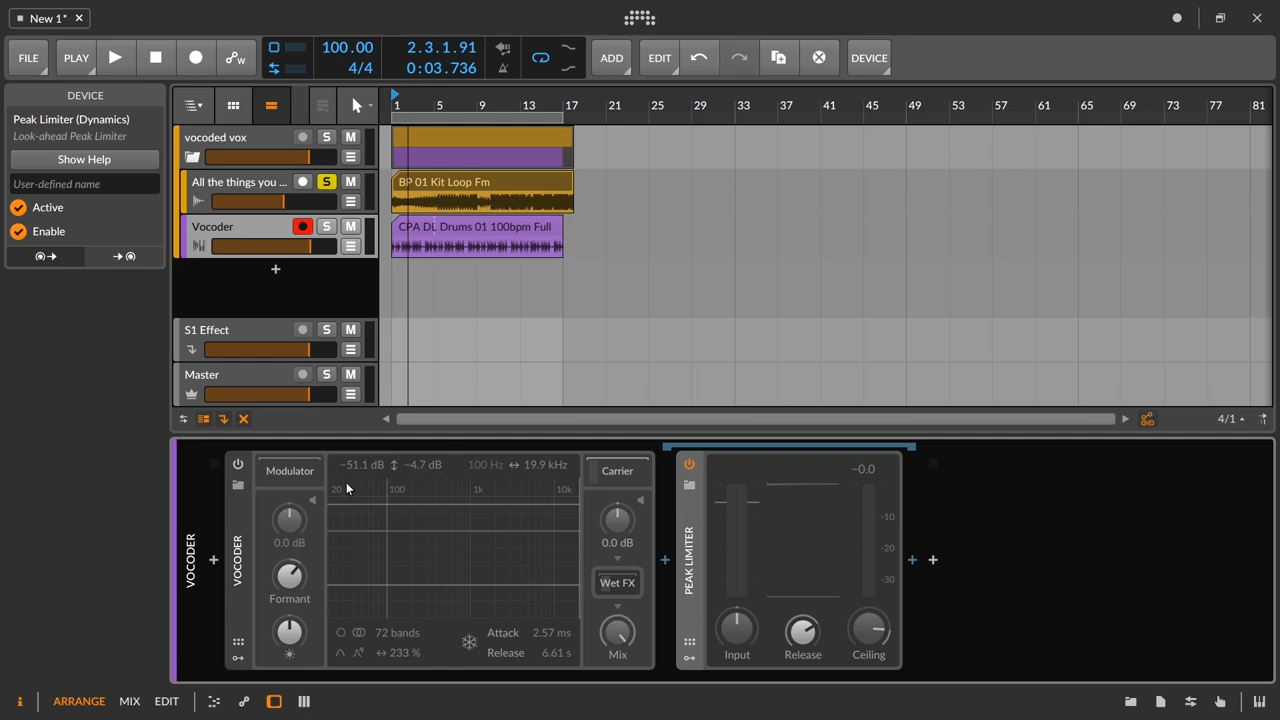 New 1*
FILE
PLAY
100.00
4/4
2.3.1.91
0:03.736
ADD
EDIT
DEVICE
DEVICE
Peak Limiter (Dynamics)
Look-ahead Peak Limiter
Show Help
User-defined name
Active
Enable
1 5 9 13 17 21 25 29 33 37 41 45 49 53 57 61 65 69 73 77 81
vocoded vox S M
All the things you ... S M
BP 01 Kit Loop Fm
Vocoder S M
CPA DL Drums 01 100bpm Full
S1 Effect S M
Master S M
4/1
VOCODER
VOCODER
Modulator
0.0 dB
Formant
-51.1 dB -4.7 dB 100 Hz 19.9 kHz
20 100 1k 10k
72 bands
233 %
Attack 2.57 ms
Release 6.61 s
Carrier
0.0 dB
Wet FX
Mix
PEAK LIMITER
-0.0
-10
-20
-30
Input
Release
Ceiling
i
ARRANGE
MIX
EDIT